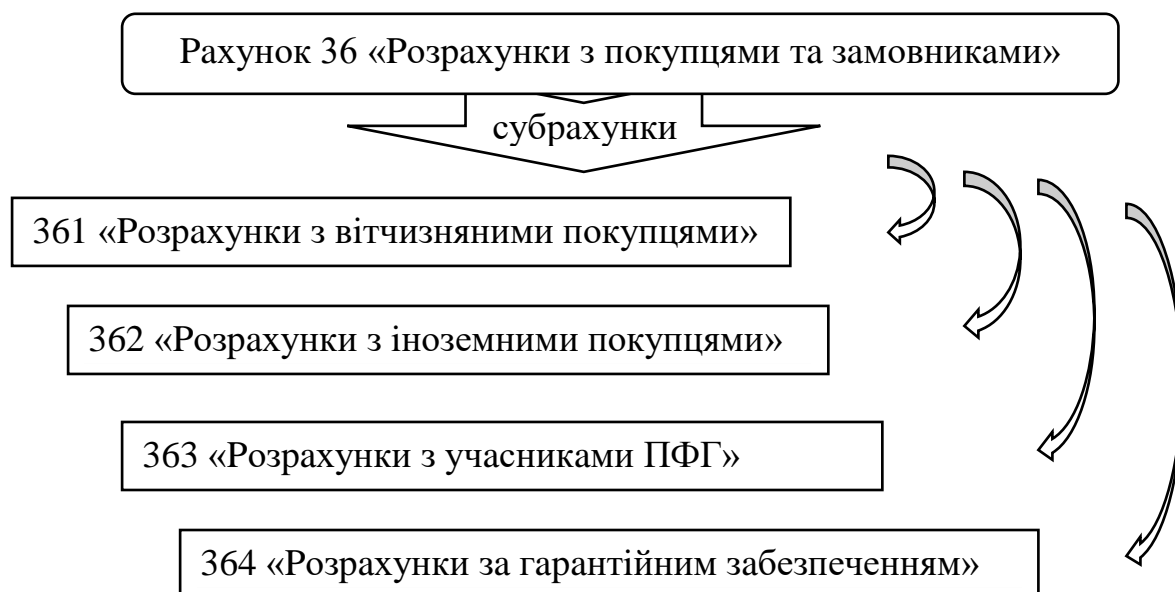 Рахунок 36 «Розрахунки з покупцями та замовниками»
субрахунки
361 «Розрахунки з вітчизняними покупцями»
362 «Розрахунки з іноземними покупцями»
363 «Розрахунки з учасниками ПФГ»
364 «Розрахунки за гарантійним забезпеченням»